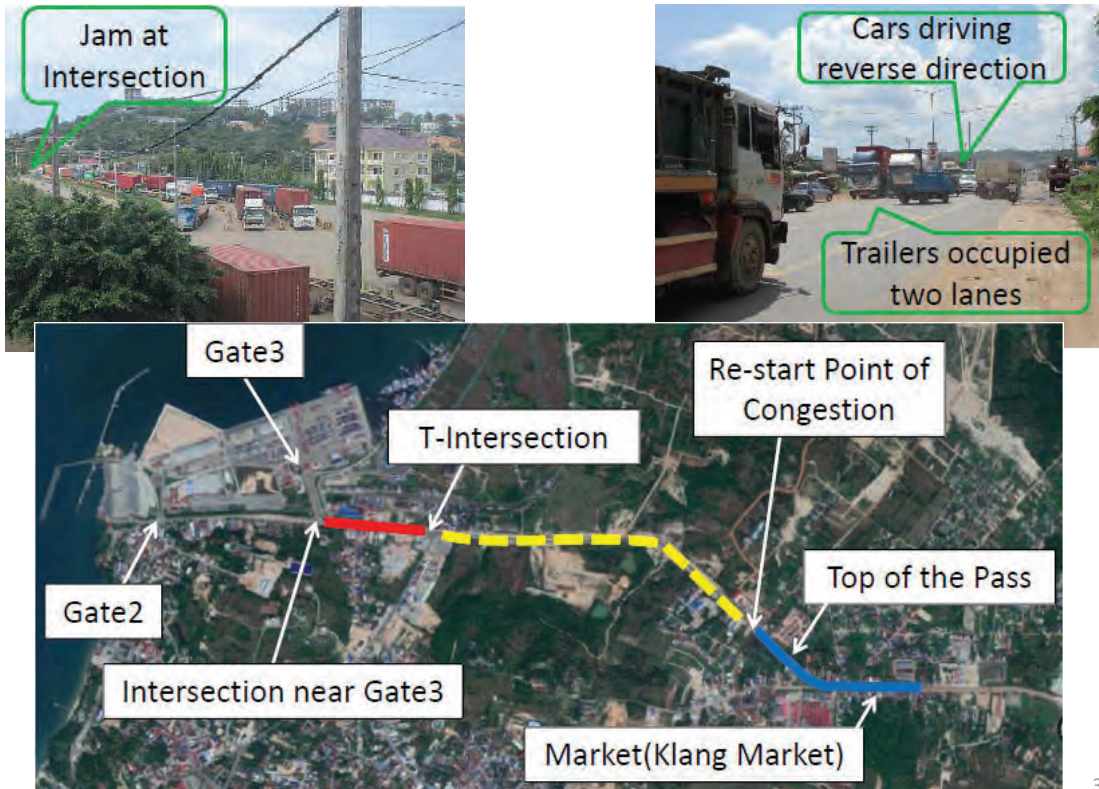 Jam at
Intersection
Cars driving
reverse direction
Trailers occupied
two lanes
Gate3
T-Intersection
Re-start Point of
Congestion
Top of the Pass
Gate2
Intersection near Gate3
Market(Klang Market)